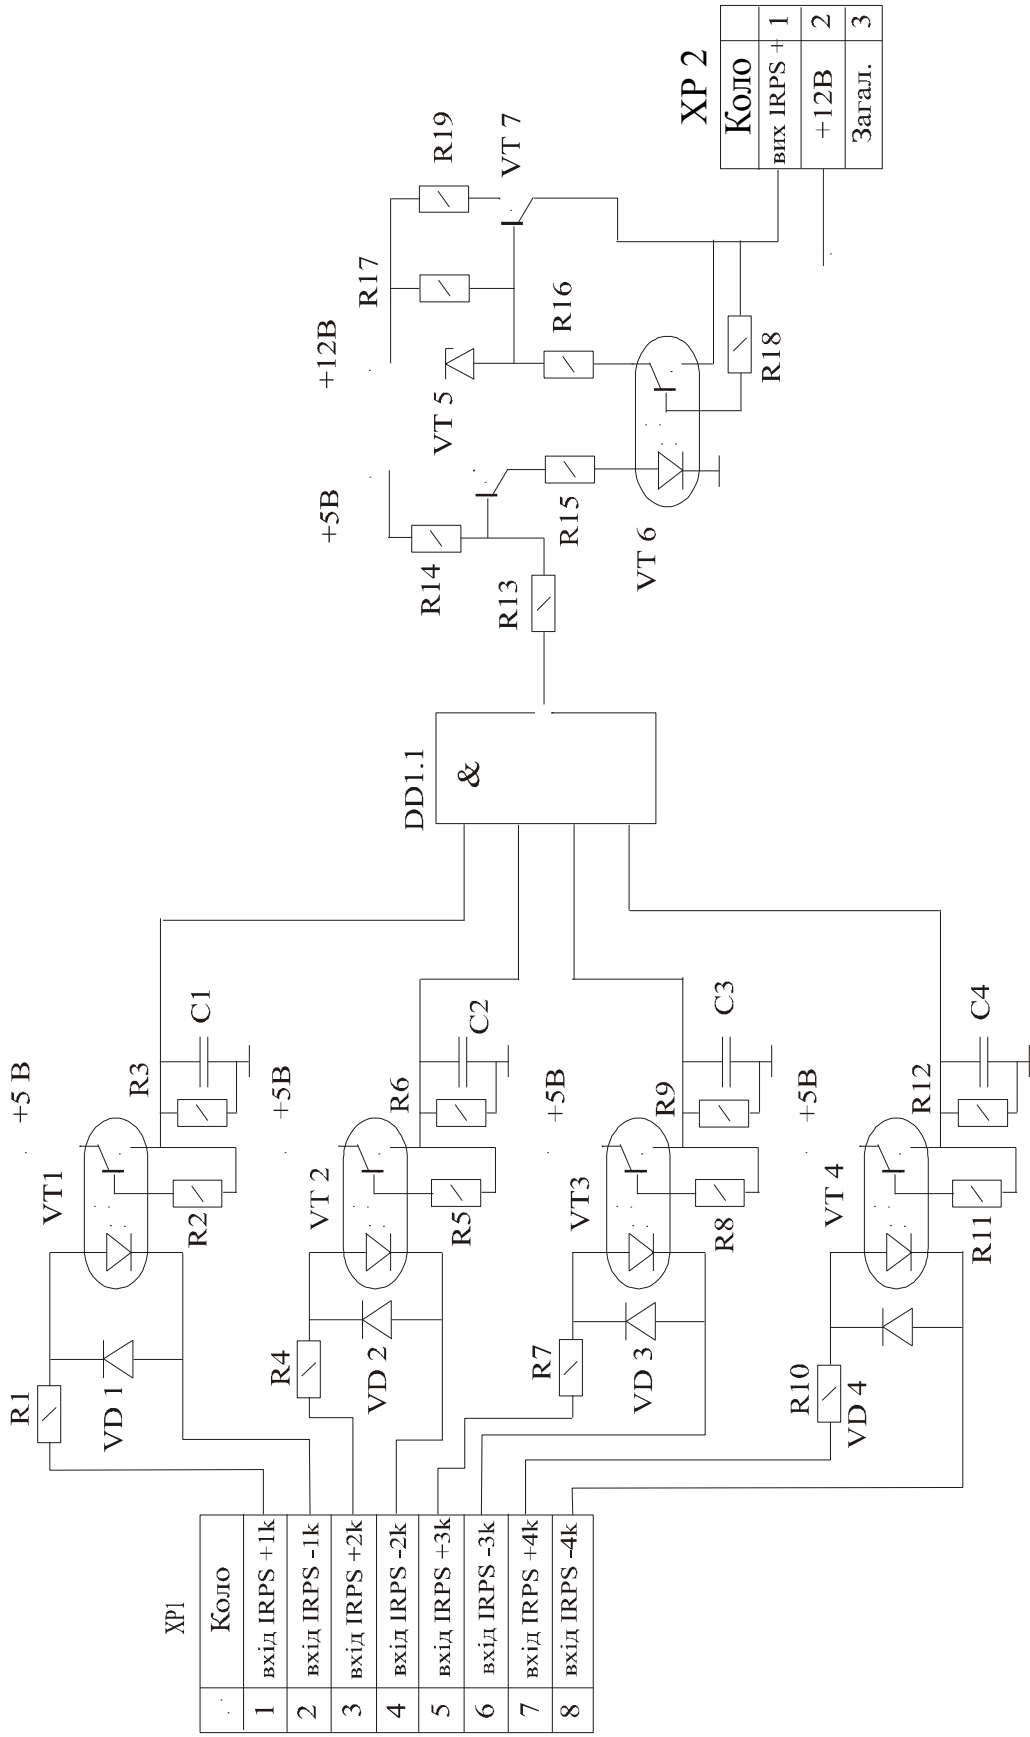 XP1
Коло
1 вхід IRPS +1k
2 вхід IRPS -1k
3 вхід IRPS +2k
4 вхід IRPS -2k
5 вхід IRPS +3k
6 вхід IRPS -3k
7 вхід IRPS +4k
8 вхід IRPS -4k
R1
VD 1
VT1
R2
+5 В
R3
C1
R4
VD 2
VT 2
R5
+5В
R6
C2
R7
VD 3
VT3
R8
+5В
R9
C3
R10
VD 4
VT 4
R11
+5В
R12
C4
DD1.1
&
R13
R14
+5В
R15
VT 6
+12В
VT 5
R16
R17
R18
R19
VT 7
XP 2
Коло
вих IRPS + 1
+12В 2
Загал. 3